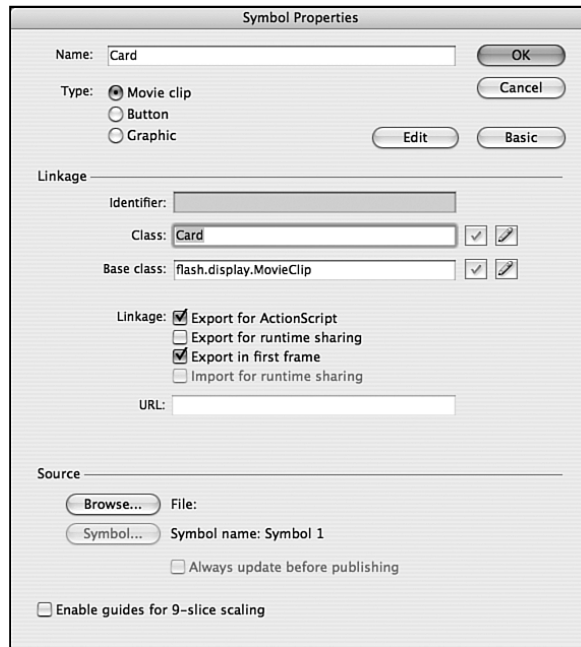 Symbol Properties
Name: Card
OK
Type: Movie clip
Cancel
Button
Graphic
Edit
Basic
Linkage
Identifier:
Class: Card
Base class: flash.display.MovieClip
Linkage: Export for ActionScript
Export for runtime sharing
Export in first frame
Import for runtime sharing
URL:
Source
Browse... File:
Symbol... Symbol name: Symbol 1
Always update before publishing
Enable guides for 9-slice scaling